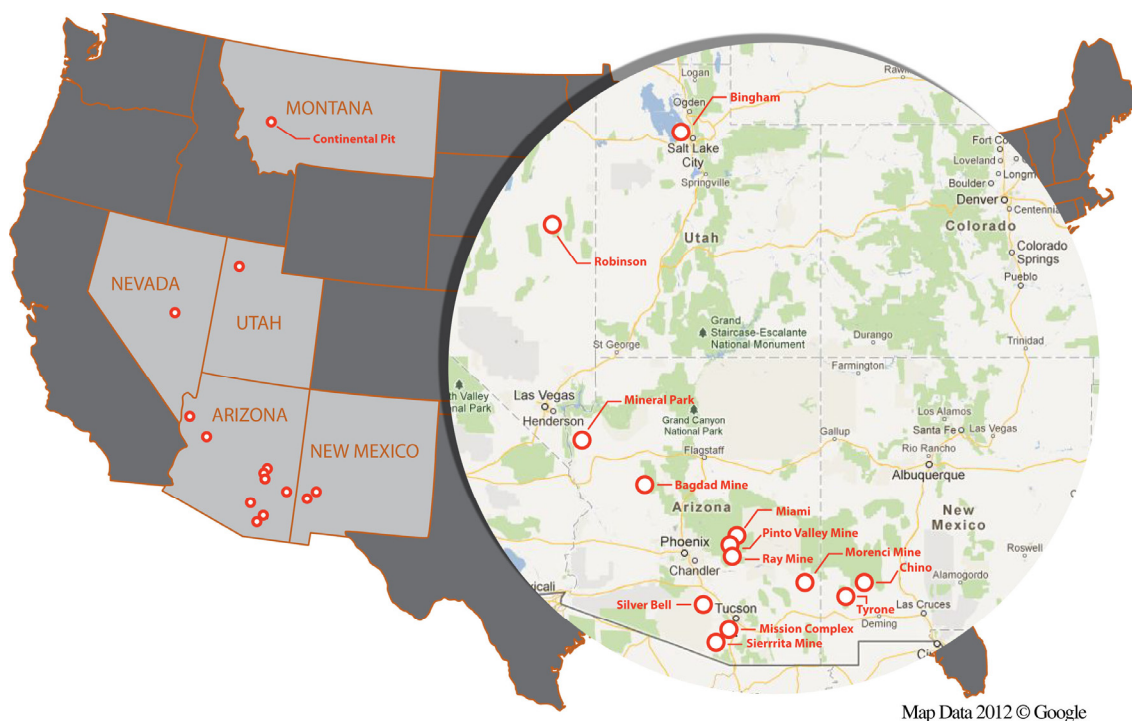 MONTANA
Continental Pit
NEVADA
UTAH
ARIZONA
NEW MEXICO
Logan
Ogden
Bingham
Salt Lake
City
Springville
Robinson
Utah
Fort Co
Loveland
Longm
Boulder
Denver
Centennia
Colorado
Colorado
Springs
Pueblo
Grand
Staircase-Escalante
National Monument
St George
Durango
Trinidad
Farmington
Las Vegas
Henderson
th Valley
nal Park
Mineral Park
Grand Canyon
National Park
Los Alamos
Santa Fe
Las Vegas
Gallup
Rio Rancho
Flagstaff
Albuquerque
Bagdad Mine
Arizona
Miami
Pinto Valley Mine
Ray Mine
Phoenix
Chandler
Morenci Mine
Chino
New
Mexico
Roswell
Alamogordo
xicali
Silver Bell
Tucson
Tyrone
Las Cruces
Deming
Mission Complex
Sierrrita Mine
Map Data 2012 © Google